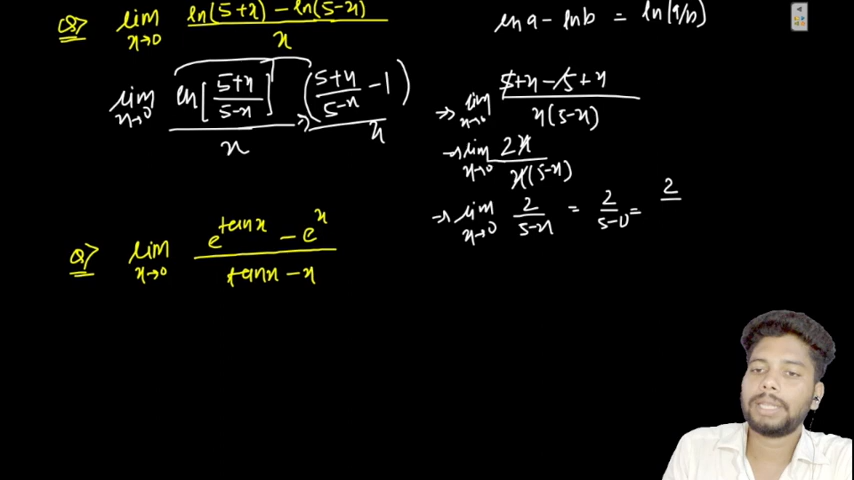 Q) lim x→0 ln(5+x) − ln(5−x) / x
ln a − ln b = ln(a/b)
lim x→0 ln[5+x / 5−x] / x → (5+x / 5−x − 1) / x
⇒ lim x→0 5+x −5+x / x(5−x)
→ lim x→0 2x / x(5−x)
⇒ lim x→0 2 / 5−x = 2 / 5−0 = 2
Q) lim x→0 e^tanx − e^x / tanx − x